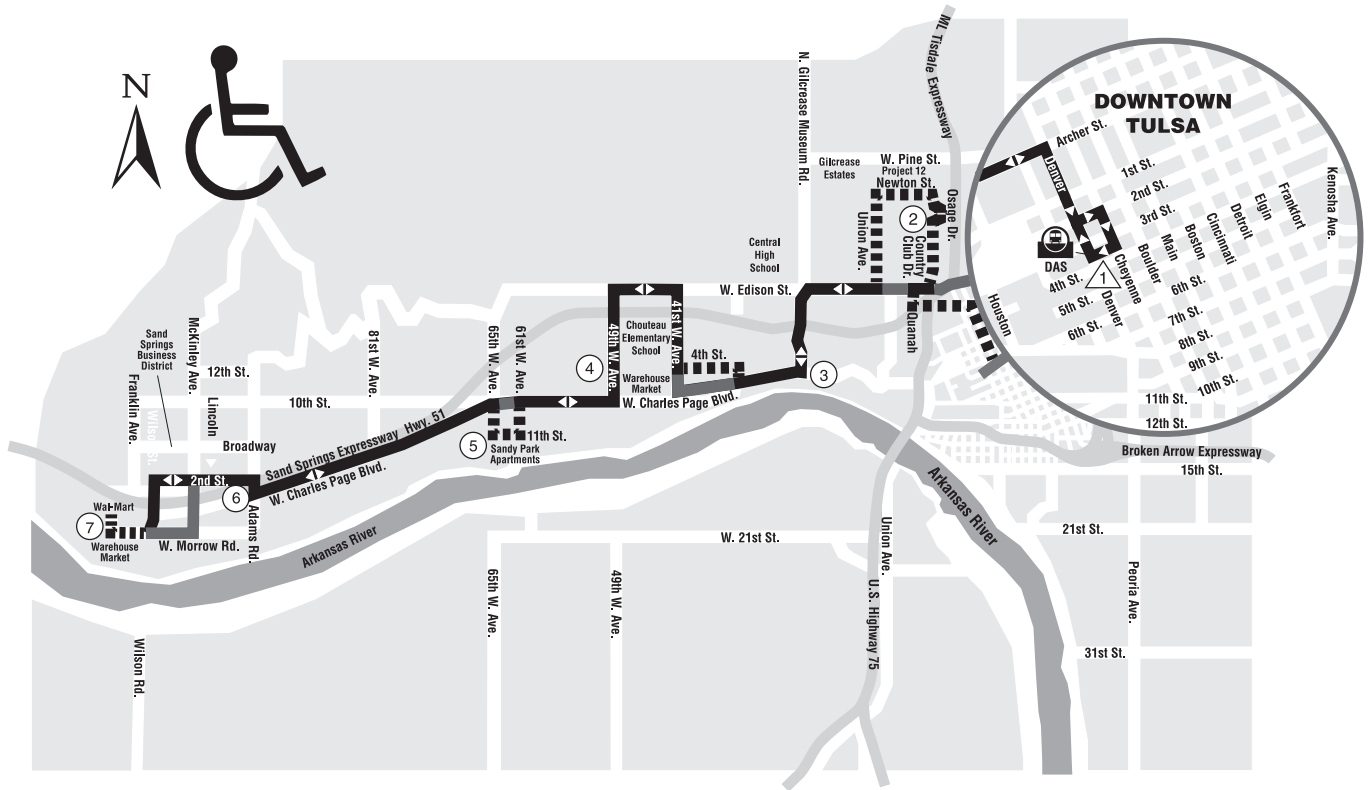 N
ML Tisdale Expressway
N. Gilcrease Museum Rd.
DOWNTOWN
TULSA
Archer St.
Denver
1st St.
2nd St.
3rd St.
Kenosha Ave.
Frankfort
Elgin
Detroit
Cincinnati
Boston
Main
Boulder
Cheyenne
Denver
DAS
1
4th St.
5th St.
6th St.
6th St.
7th St.
8th St.
9th St.
10th St.
Houston
Gilcrease
Estates
W. Pine St.
Project 12
Newton St.
Osage Dr.
2
Union Ave.
Country
Club Dr.
Central
High
School
W. Edison St.
Quanah
41st W. Ave.
49th W. Ave.
Chouteau
Elementary
School
4th St.
3
4
Warehouse
Market
W. Charles Page Blvd.
61st W. Ave.
65th W. Ave.
81st W. Ave.
McKinley Ave.
Sand
Springs
Business
District
12th St.
Franklin Ave.
Wilson St.
Lincoln
10th St.
Broadway
Sand Springs Expressway Hwy. 51
W. Charles Page Blvd.
5
11th St.
Sandy Park
Apartments
2nd St.
6
Adams Rd.
Wal-Mart
7
Warehouse
Market
W. Morrow Rd.
Arkansas River
Arkansas River
11th St.
12th St.
Broken Arrow Expressway
15th St.
W. 21st St.
21st St.
Union Ave.
U.S. Highway 75
Peoria Ave.
31st St.
65th W. Ave.
49th W. Ave.
Wilson Rd.